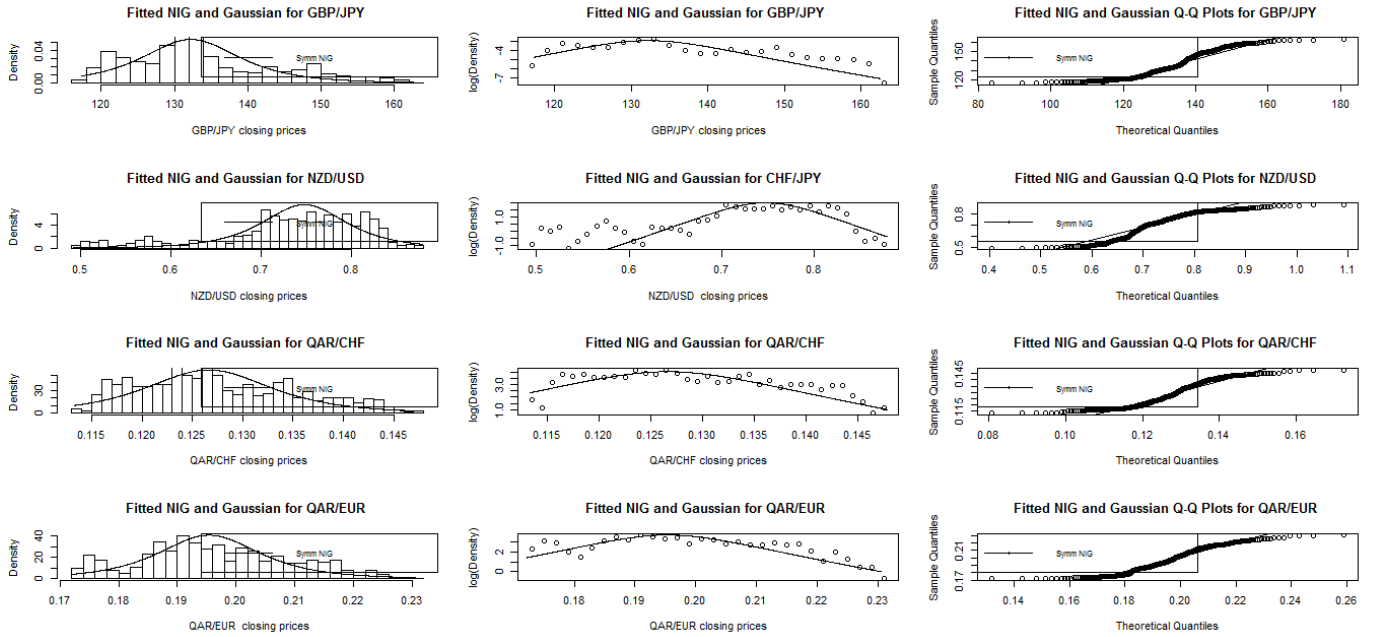 Fitted NIG and Gaussian for GBP/JPY
Density
0.00 0.04
Symm NIG
120 130 140 150 160
GBP/JPY closing prices
Fitted NIG and Gaussian for GBP/JPY
log(Density)
-7 -4
120 130 140 150 160
GBP/JPY closing prices
Fitted NIG and Gaussian Q-Q Plots for GBP/JPY
Sample Quantiles
120 150
Symm NIG
80 100 120 140 160 180
Theoretical Quantiles
Fitted NIG and Gaussian for NZD/USD
Density
0 4
Symm NIG
0.5 0.6 0.7 0.8
NZD/USD closing prices
Fitted NIG and Gaussian for CHF/JPY
log(Density)
-1.0 1.0
0.5 0.6 0.7 0.8
NZD/USD closing prices
Fitted NIG and Gaussian Q-Q Plots for NZD/USD
Sample Quantiles
0.5 0.8
Symm NIG
0.4 0.5 0.6 0.7 0.8 0.9 1.0 1.1
Theoretical Quantiles
Fitted NIG and Gaussian for QAR/CHF
Density
0 30
Symm NIG
0.115 0.120 0.125 0.130 0.135 0.140 0.145
QAR/CHF closing prices
Fitted NIG and Gaussian for QAR/CHF
log(Density)
1.0 3.0
0.115 0.120 0.125 0.130 0.135 0.140 0.145
QAR/CHF closing prices
Fitted NIG and Gaussian Q-Q Plots for QAR/CHF
Sample Quantiles
0.115 0.145
Symm NIG
0.08 0.10 0.12 0.14 0.16
Theoretical Quantiles
Fitted NIG and Gaussian for QAR/EUR
Density
0 20 40
Symm NIG
0.17 0.18 0.19 0.20 0.21 0.22 0.23
QAR/EUR closing prices
Fitted NIG and Gaussian for QAR/EUR
log(Density)
0 2
0.18 0.19 0.20 0.21 0.22 0.23
QAR/EUR closing prices
Fitted NIG and Gaussian Q-Q Plots for QAR/EUR
Sample Quantiles
0.17 0.21
Symm NIG
0.14 0.16 0.18 0.20 0.22 0.24 0.26
Theoretical Quantiles